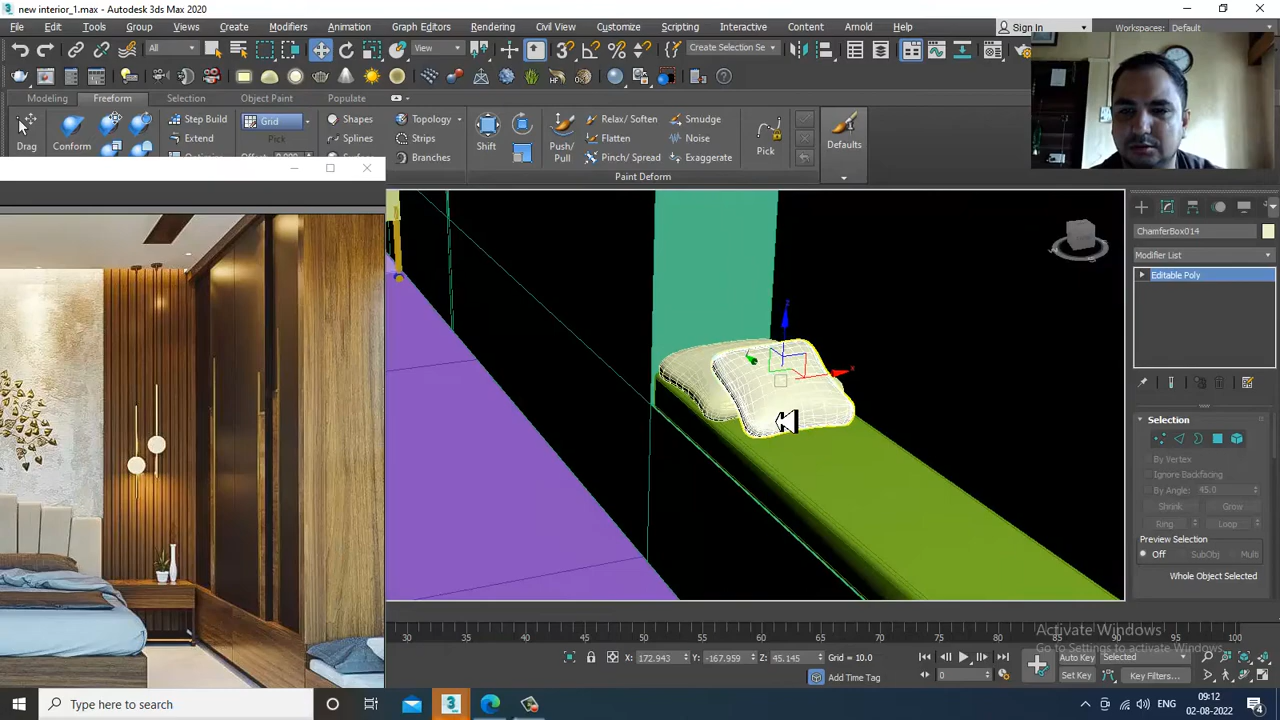 new interior_1.max - Autodesk 3ds Max 2020
File Edit Tools Group Views Create Modifiers Animation Graph Editors Rendering Civil View Customize Scripting Interactive Content Arnold Help Sign In Workspaces: Default
All View Create Selection Se
Modeling Freeform Selection Object Paint Populate
Step Build Grid Shapes Topology Relax/ Soften Smudge
Pick Extend Splines Strips Flatten Noise
Drag Conform Shift Push/ Pull Pick Defaults
Branches Pinch/ Spread Exaggerate
Paint Deform
ChamferBox014
Modifier List
Editable Poly
Selection
By Vertex
Ignore Backfacing
By Angle: 45.0
Shrink Grow
Ring Loop
Preview Selection
Off SubObj Multi
Whole Object Selected
30 35 40 45 50 55 60 65 70 75 80 85 90 95 100
Activate Windows
Go to Settings to activate Windows.
X: 172.943 Y: -167.959 Z: 45.145 Grid = 10.0
Auto Key Selected
Add Time Tag 0 Set Key Key Filters...
Type here to search
09:12
02-08-2022
4